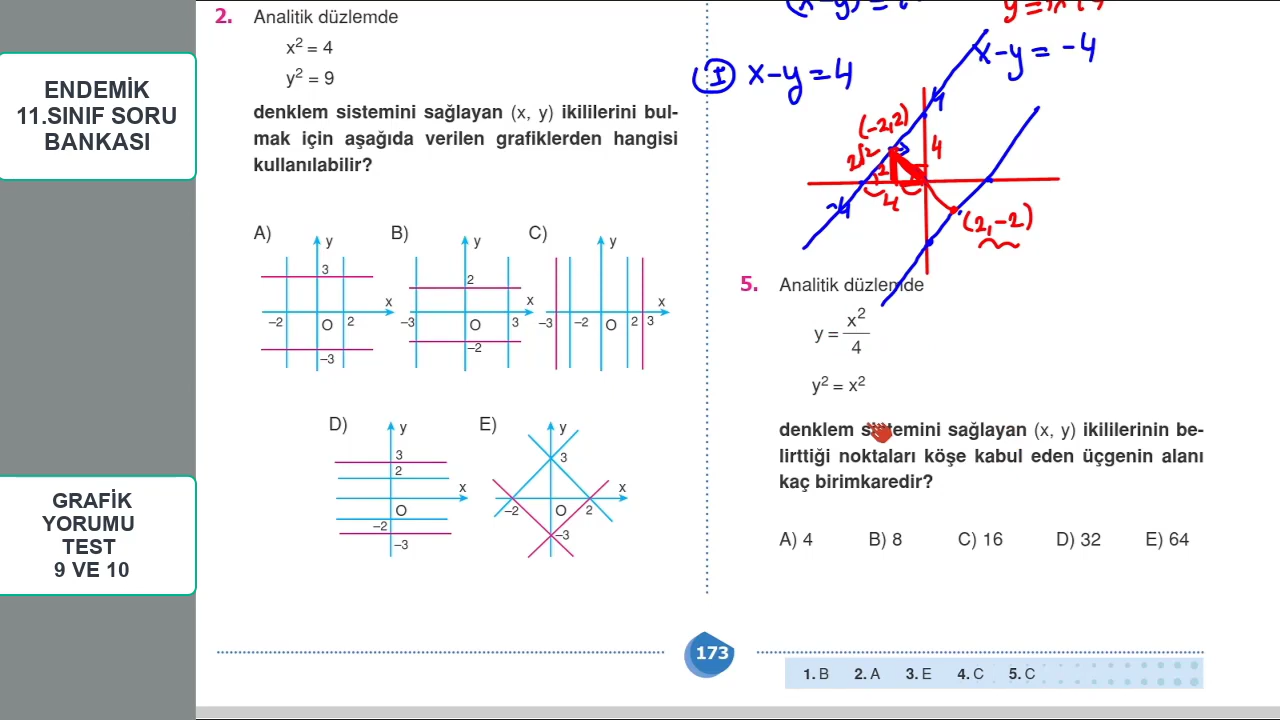 ENDEMİK
11.SINIF SORU
BANKASI
GRAFİK
YORUMU
TEST
9 VE 10
2. Analitik düzlemde
x² = 4
y² = 9
denklem sistemini sağlayan (x, y) ikililerini bul-
mak için aşağıda verilen grafiklerden hangisi
kullanılabilir?
A) y 3 x –2 O 2 –3
B) y 2 x –3 O 3 –2
C) y x –3 –2 O 2 3
D) y 3 2 x O –2 –3
E) y 3 x –2 O 2 –3
x-y = -4
(I) x-y = 4
(-2,2)
4
2√2
2
4
-4
(2,-2)
5. Analitik düzlemde
y = x²/4
y² = x²
denklem sistemini sağlayan (x, y) ikililerinin be-
lirttiği noktaları köşe kabul eden üçgenin alanı
kaç birimkaredir?
A) 4 B) 8 C) 16 D) 32 E) 64
173
1. B 2. A 3. E 4. C 5. C